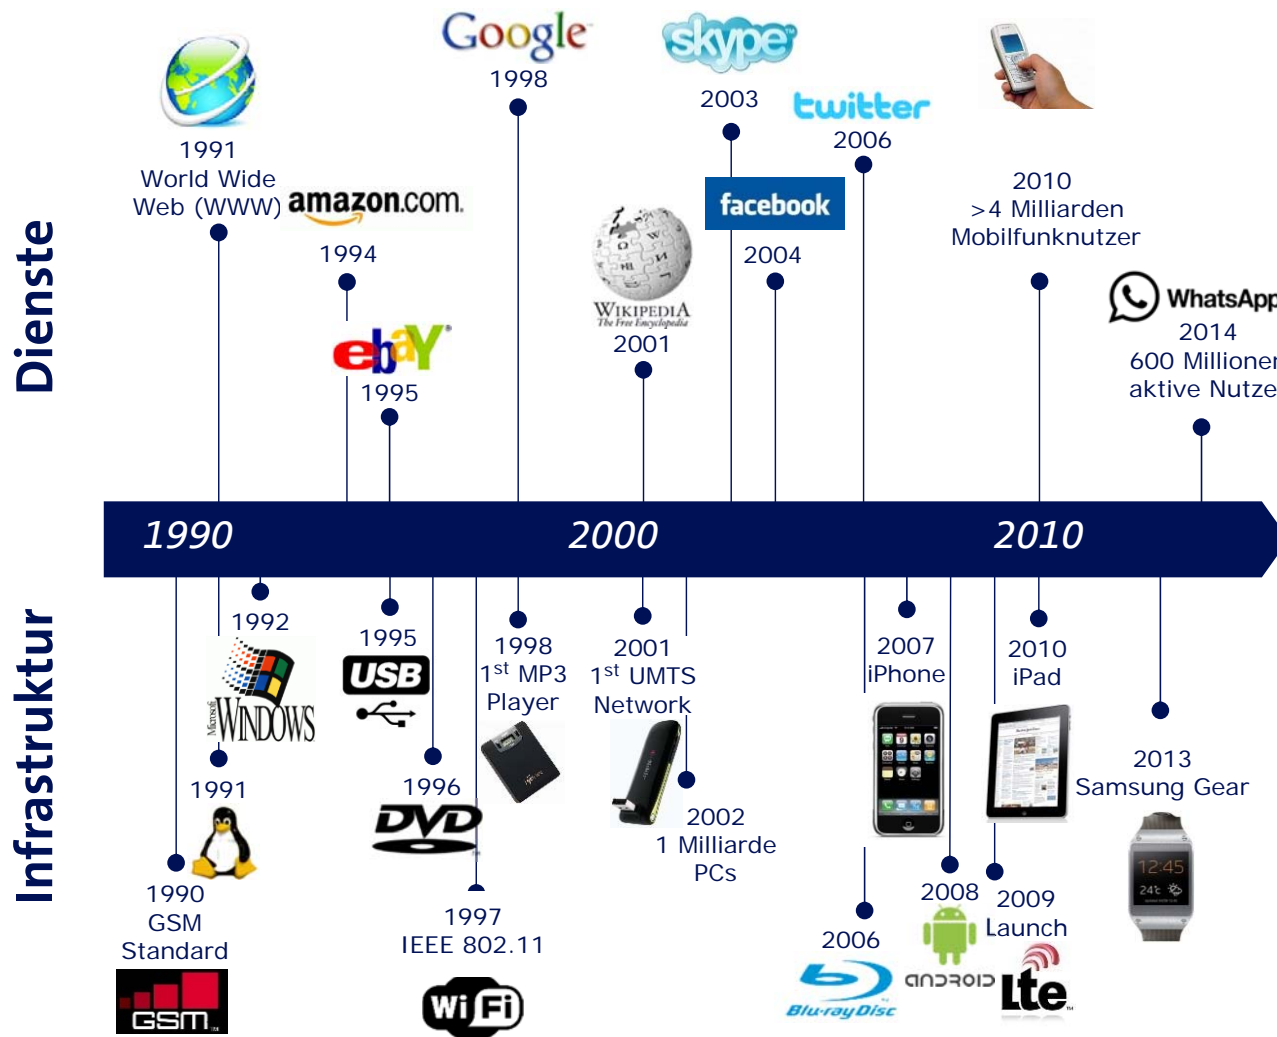 Google
skype
1998
2003
twitter
2006
1991
World Wide
Web (WWW)
amazon.com.
facebook
2010
>4 Milliarden
Mobilfunknutzer
1994
WIKIPEDIA
The Free Encyclopedia
2004
WhatsApp
2014
600 Millionen
aktive Nutze
ebaY®
1995
2001
Dienste
1990
2000
2010
Infrastruktur
1992
Microsoft
WINDOWS
1995
USB
1998
1st MP3
Player
2001
1st UMTS
Network
2007
iPhone
2010
iPad
1991
1996
DVD
2002
1 Milliarde
PCs
2013
Samsung Gear
12:45
24°c
1990
GSM
Standard
GSM
1997
IEEE 802.11
Wi Fi
2006
Blu-ray Disc
2008
ANDROID
2009
Launch
Lte